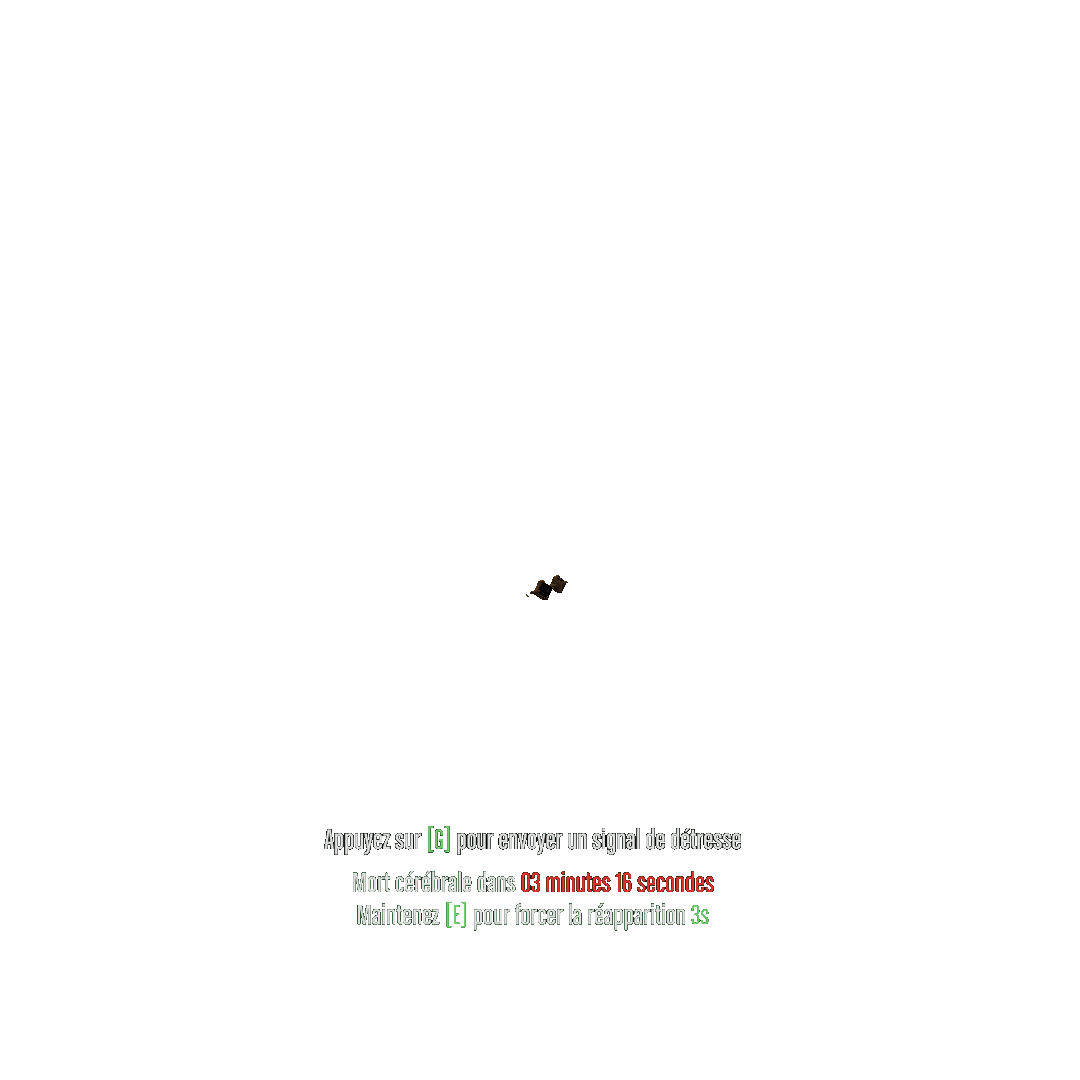 Appuyez sur [G] pour envoyer un signal de détresse
Mort cérébrale dans 03 minutes 16 secondes
Maintenez [E] pour forcer la réapparition 3s